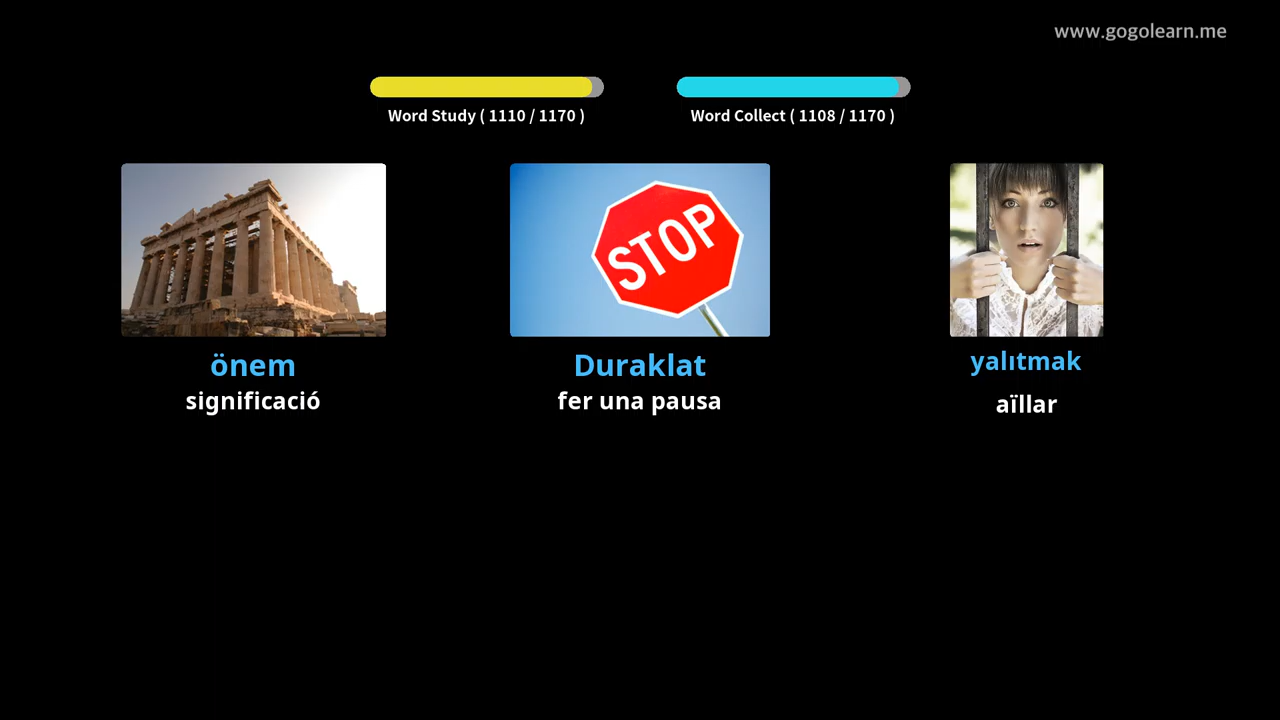 www.gogolearn.me
Word Study ( 1110 / 1170 )
Word Collect ( 1108 / 1170 )
STOP
önem
significació
Duraklat
fer una pausa
yalıtmak
aïllar